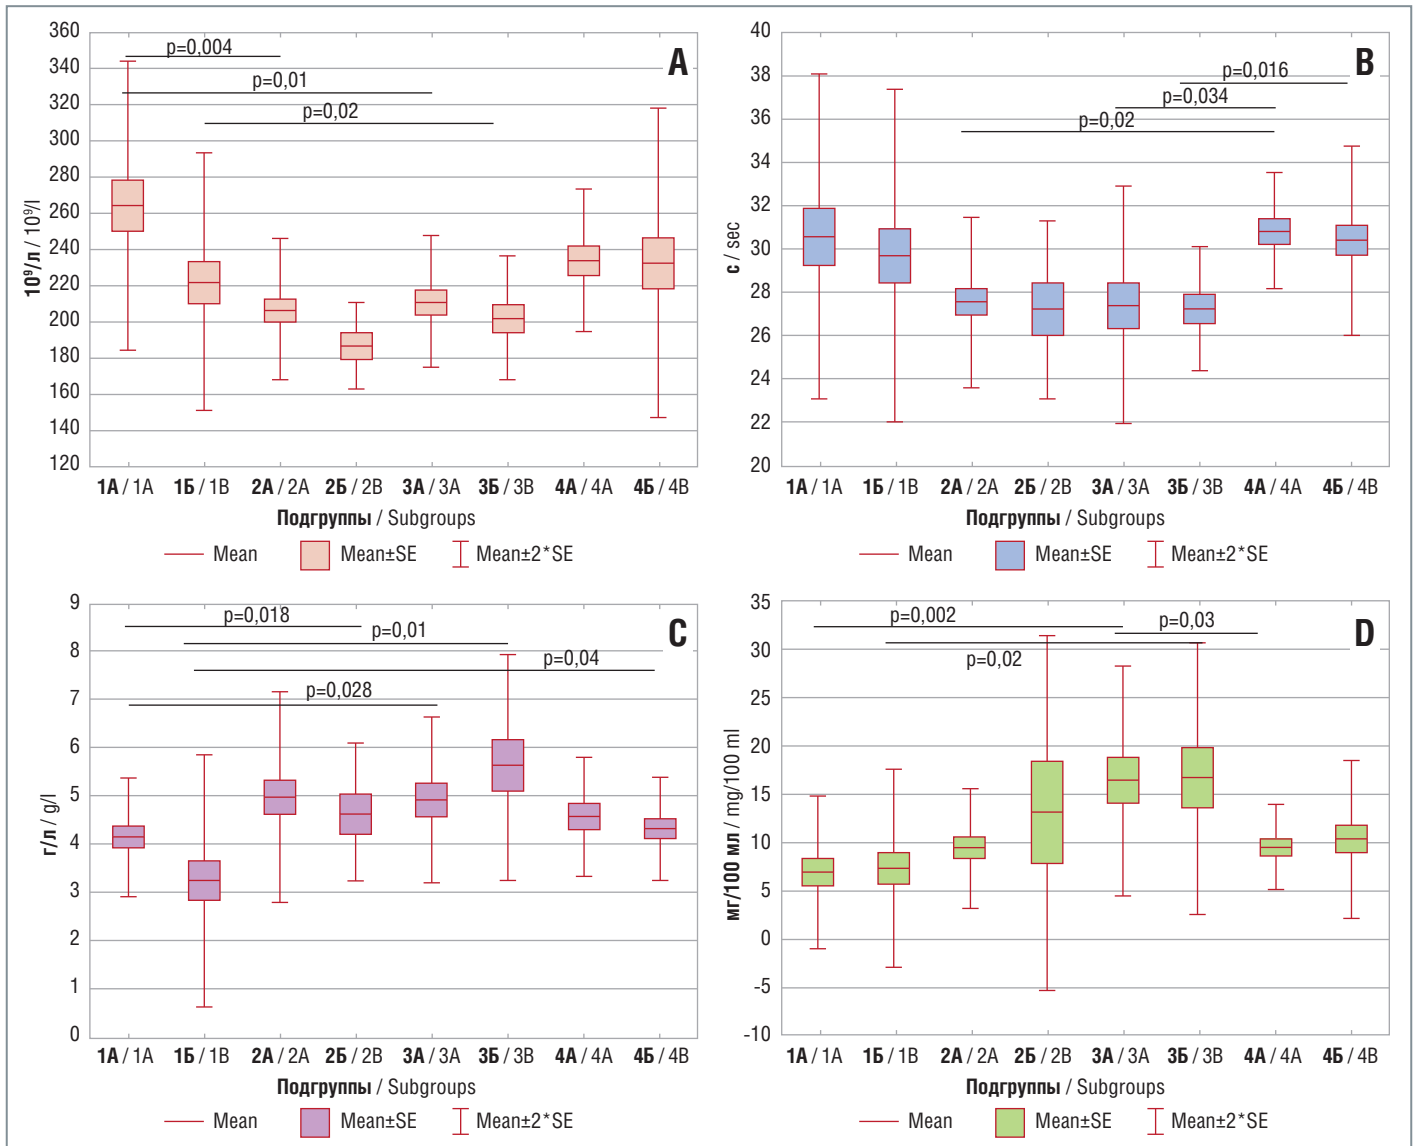 A
360
340
320
300
280
260
240
220
200
180
160
140
120
10⁹/л / 10⁹/l
p=0,004
p=0,01
p=0,02
1А / 1A 1Б / 1B 2А / 2A 2Б / 2B 3А / 3A 3Б / 3B 4А / 4A 4Б / 4B
Подгруппы / Subgroups
Mean Mean±SE Mean±2*SE
B
40
38
36
34
32
30
28
26
24
22
20
с / sec
p=0,016
p=0,034
p=0,02
1А / 1A 1Б / 1B 2А / 2A 2Б / 2B 3А / 3A 3Б / 3B 4А / 4A 4Б / 4B
Подгруппы / Subgroups
Mean Mean±SE Mean±2*SE
C
9
8
7
6
5
4
3
2
1
0
г/л / g/l
p=0,018
p=0,01
p=0,04
p=0,028
1А / 1A 1Б / 1B 2А / 2A 2Б / 2B 3А / 3A 3Б / 3B 4А / 4A 4Б / 4B
Подгруппы / Subgroups
Mean Mean±SE Mean±2*SE
D
35
30
25
20
15
10
5
0
-5
-10
мг/100 мл / mg/100 ml
p=0,002
p=0,03
p=0,02
1А / 1A 1Б / 1B 2А / 2A 2Б / 2B 3А / 3A 3Б / 3B 4А / 4A 4Б / 4B
Подгруппы / Subgroups
Mean Mean±SE Mean±2*SE